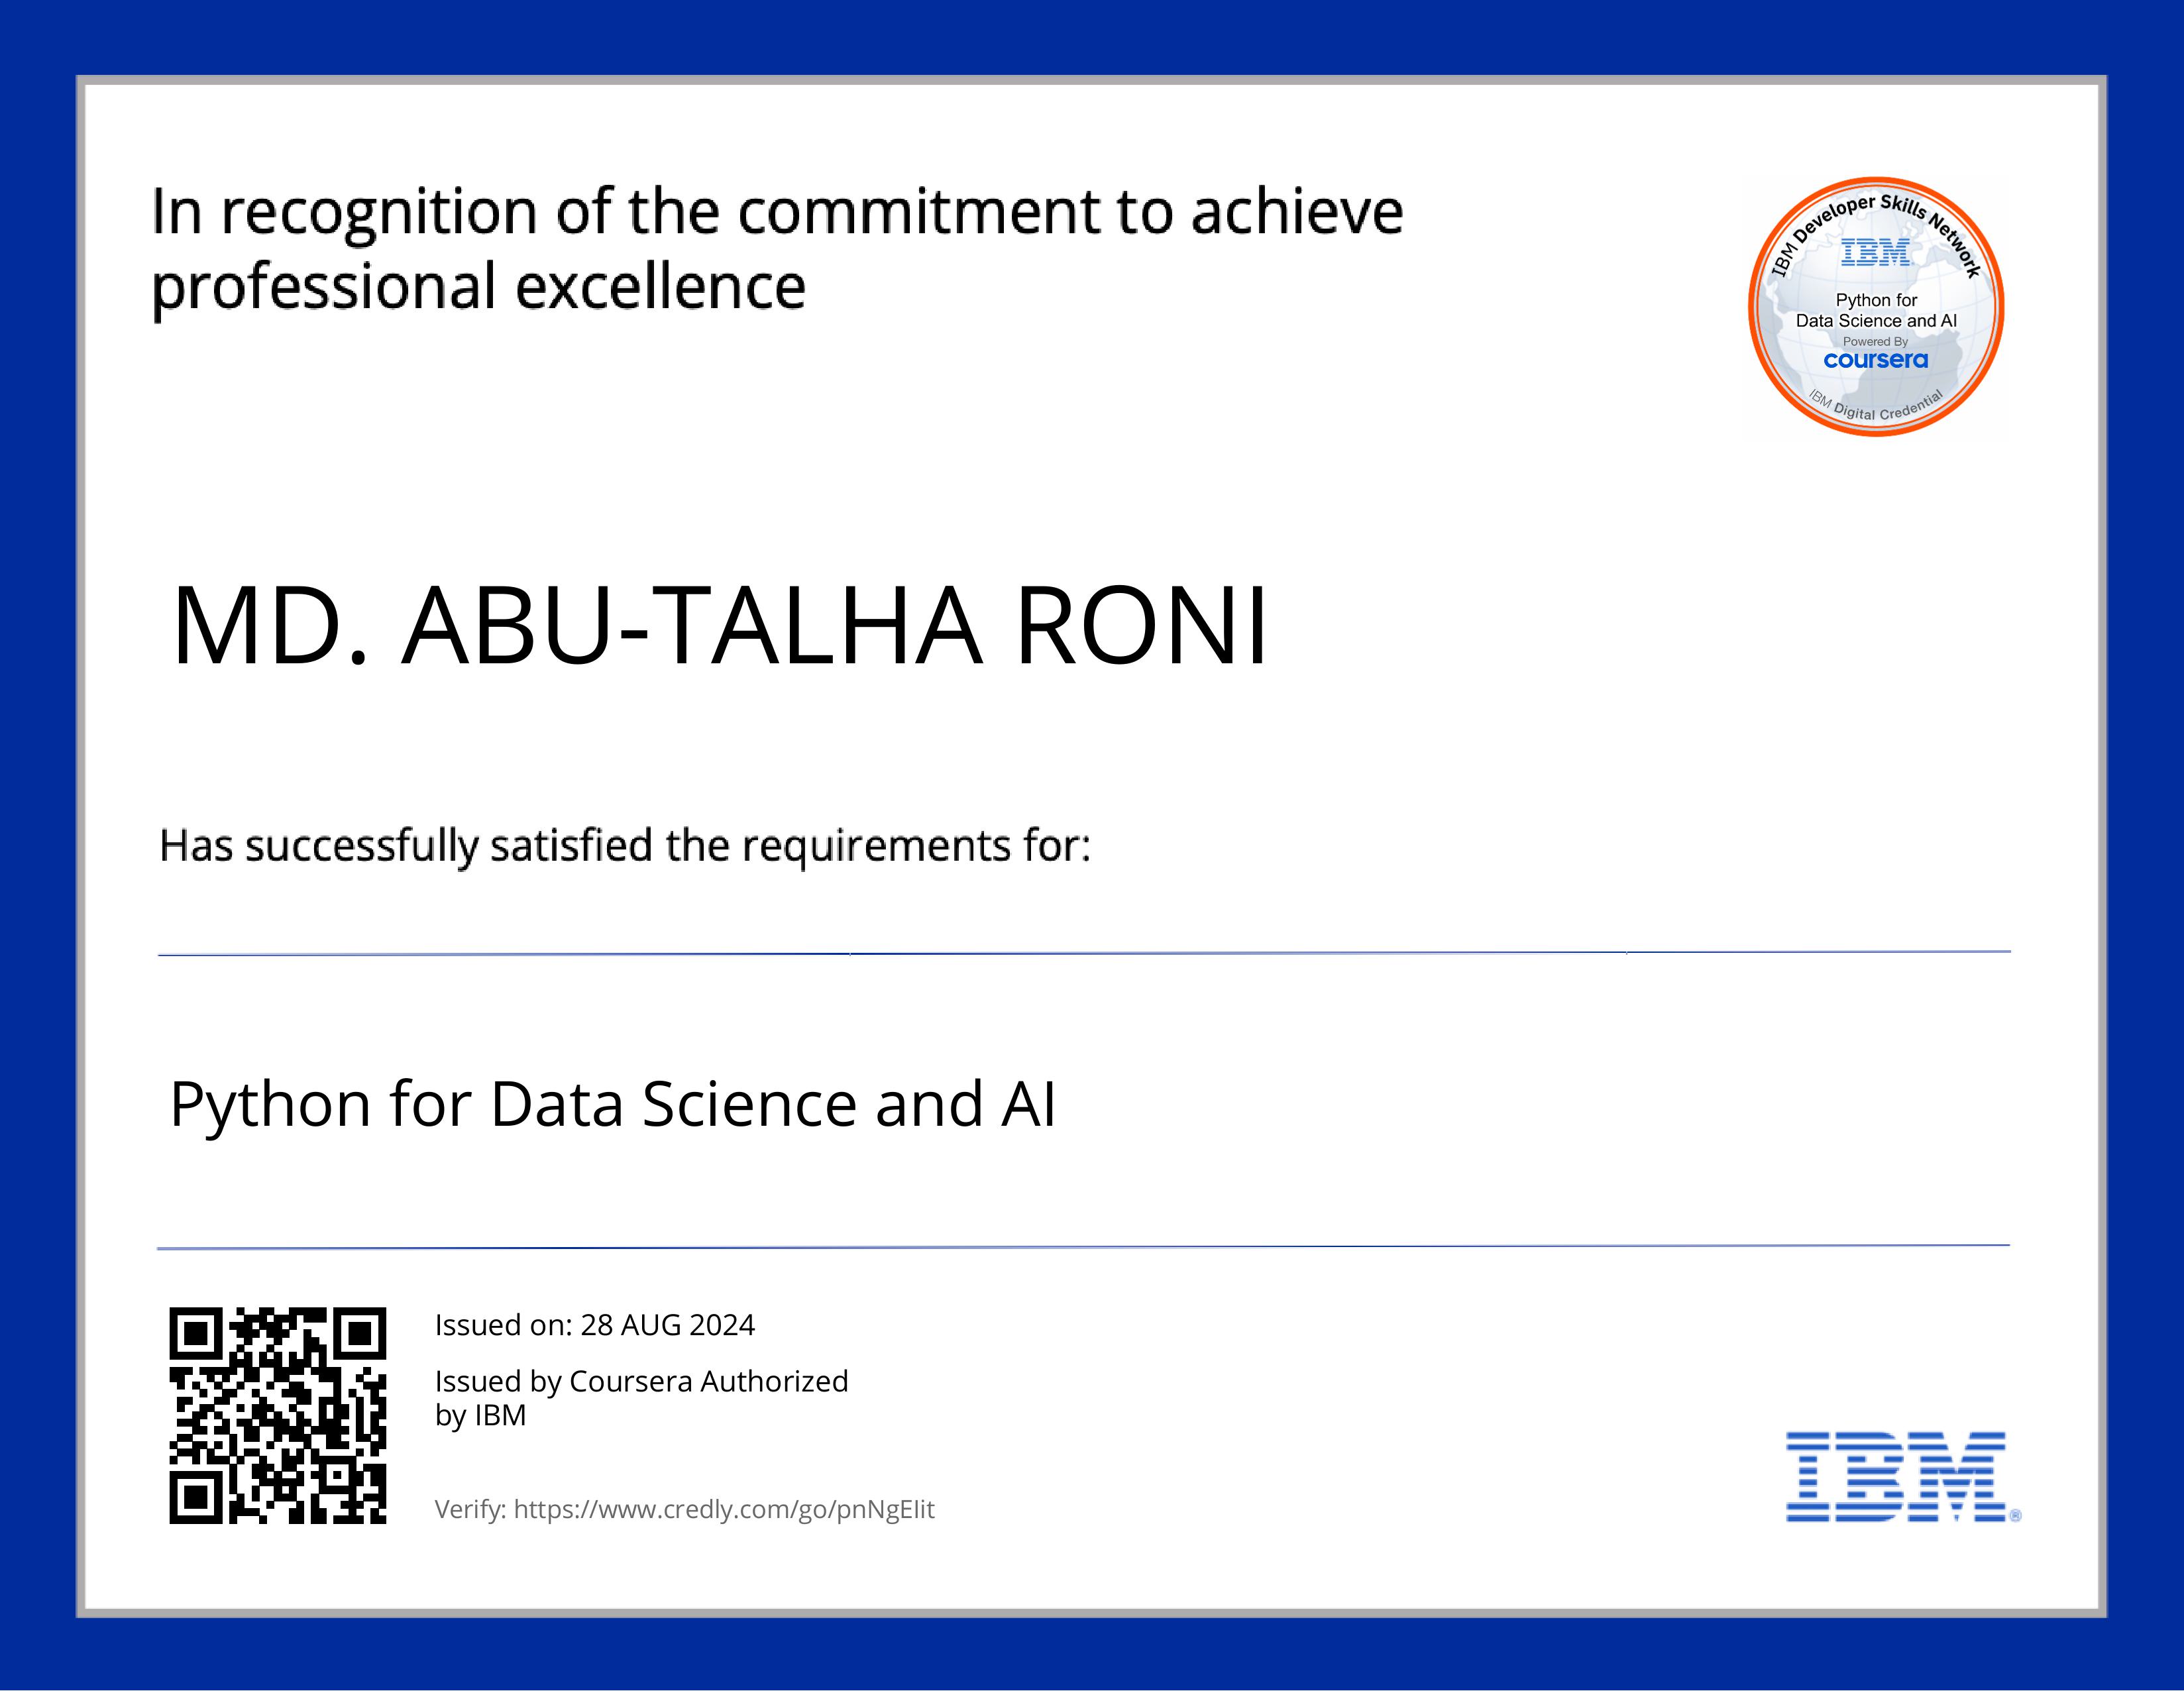 In recognition of the commitment to achieve
professional excellence
IBM Developer Skills Network
IBM
Python for
Data Science and AI
Powered By
coursera
IBM Digital Credential
MD. ABU-TALHA RONI
Has successfully satisfied the requirements for:
Python for Data Science and AI
Issued on: 28 AUG 2024
Issued by Coursera Authorized
by IBM
Verify: https://www.credly.com/go/pnNgEIit
IBM®